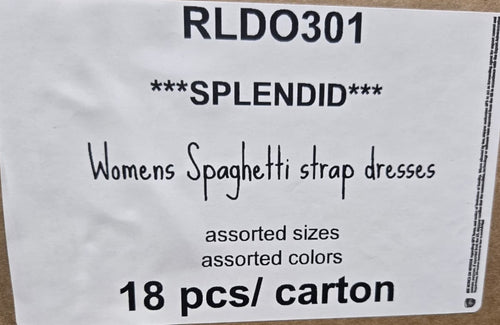 RLDO301
***SPLENDID***
Womens Spaghetti strap dresses
assorted sizes
assorted colors
18 pcs/ carton